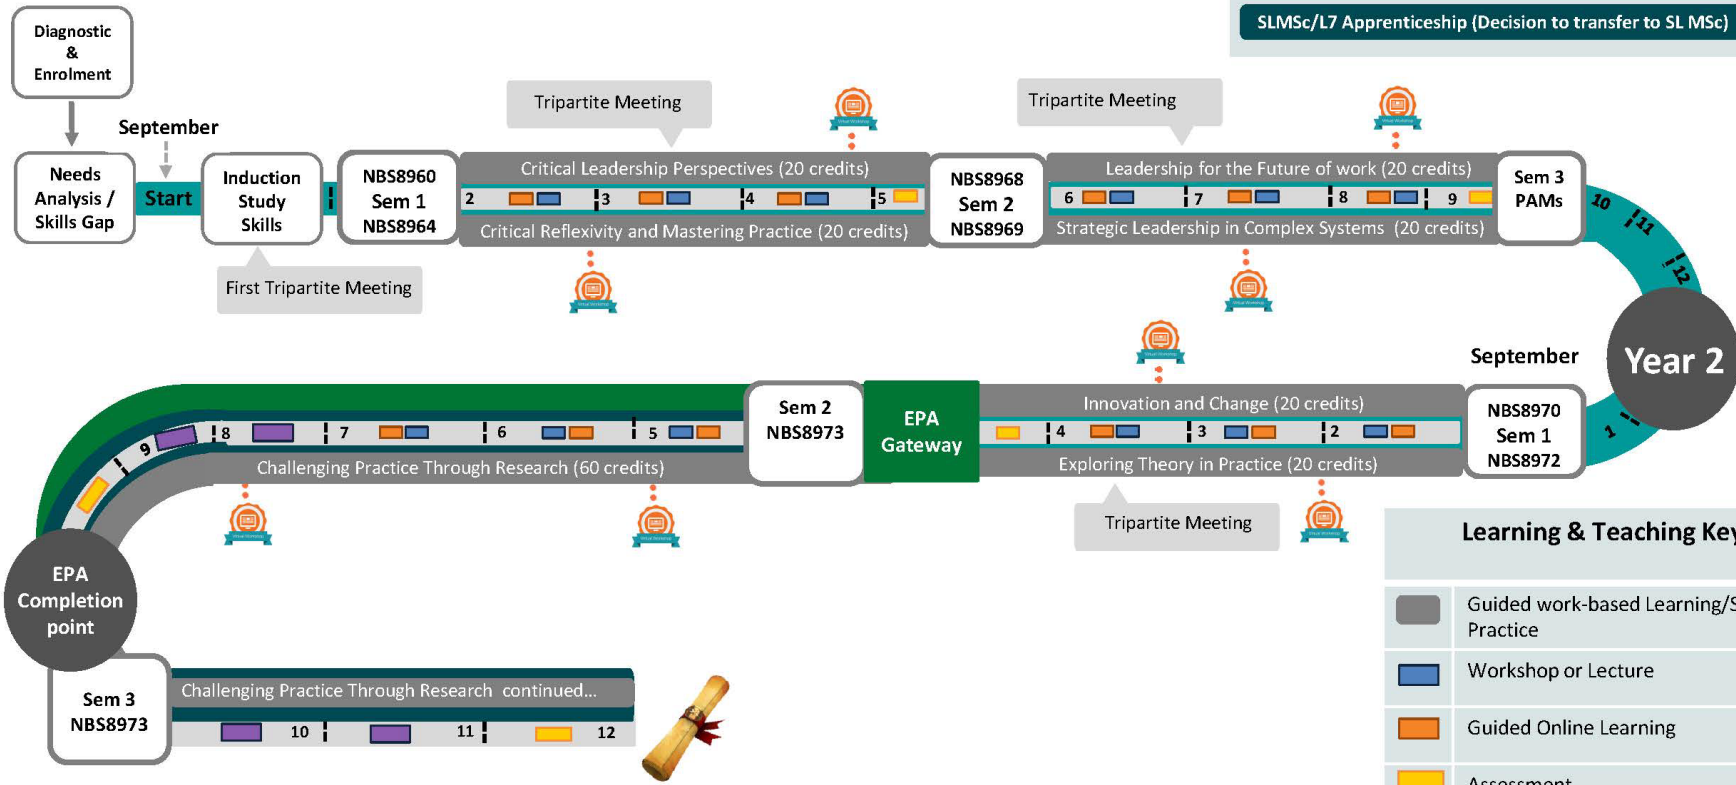 SLMSc/L7 Apprenticeship (Decision to transfer to SL MSc)
Diagnostic
&
Enrolment
September
Tripartite Meeting
Tripartite Meeting
Needs
Analysis /
Skills Gap
Start
Induction
Study
Skills
NBS8960
Sem 1
NBS8964
Critical Leadership Perspectives (20 credits)
2
3
4
5
Critical Reflexivity and Mastering Practice (20 credits)
NBS8968
Sem 2
NBS8969
Leadership for the Future of work (20 credits)
6
7
8
9
Strategic Leadership in Complex Systems (20 credits)
Sem 3
PAMs
10
11
12
First Tripartite Meeting
Year 2
September
1
NBS8970
Sem 1
NBS8972
Innovation and Change (20 credits)
4
3
2
Exploring Theory in Practice (20 credits)
Tripartite Meeting
EPA
Gateway
Sem 2
NBS8973
9
8
7
6
5
Challenging Practice Through Research (60 credits)
EPA
Completion
point
Sem 3
NBS8973
Challenging Practice Through Research continued...
10
11
12
Learning & Teaching Key
Guided work-based Learning/S
Practice
Workshop or Lecture
Guided Online Learning
Assessment